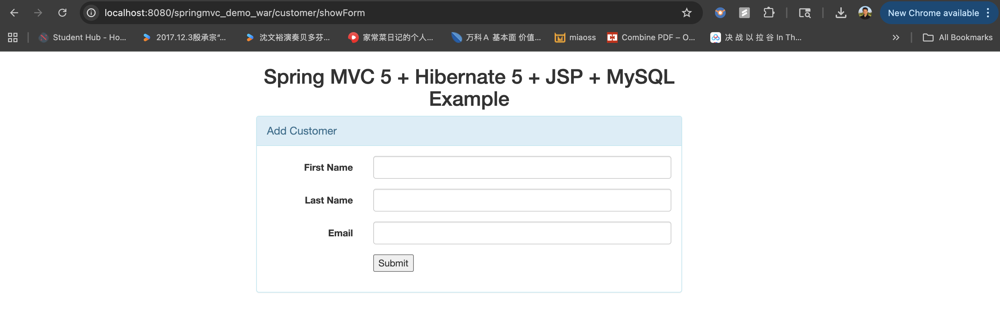 localhost:8080/springmvc_demo_war/customer/showForm
New Chrome available
Student Hub - Ho...
2017.12.3殷承宗“...
沈文裕演奏贝多芬...
家常菜日记的个人...
万科A 基本面 价值...
miaoss
Combine PDF – O...
决 战 以 拉 谷 In Th...
All Bookmarks
Spring MVC 5 + Hibernate 5 + JSP + MySQL
Example
Add Customer
First Name
Last Name
Email
Submit